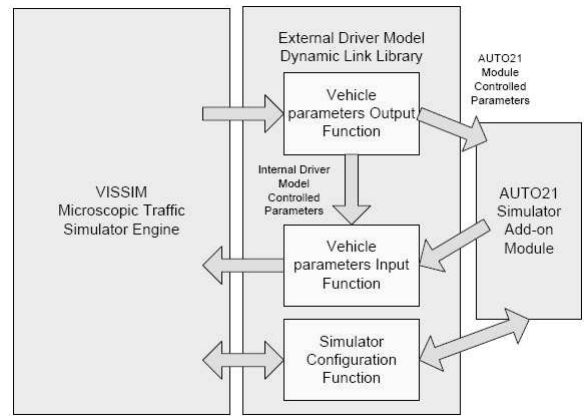 External Driver Model
Dynamic Link Library
AUTO21
Module
Controlled
Parameters
Vehicle
parameters Output
Function
Internal Driver
Model
Controlled
Parameters
VISSIM
Microscopic Traffic
Simulator Engine
AUTO21
Simulator
Add-on
Module
Vehicle
parameters Input
Function
Simulator
Configuration
Function